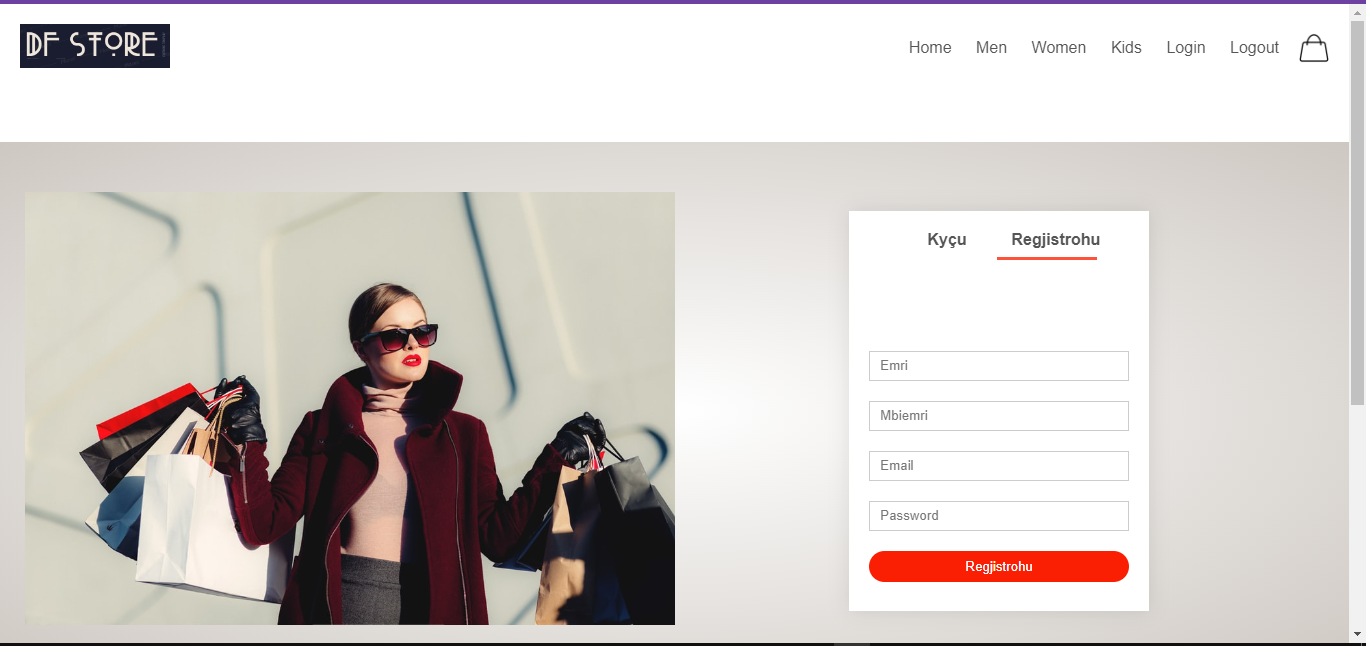 DF STORE
Home Men Women Kids Login Logout
Kyçu Regjistrohu
Emri
Mbiemri
Email
Password
Regjistrohu